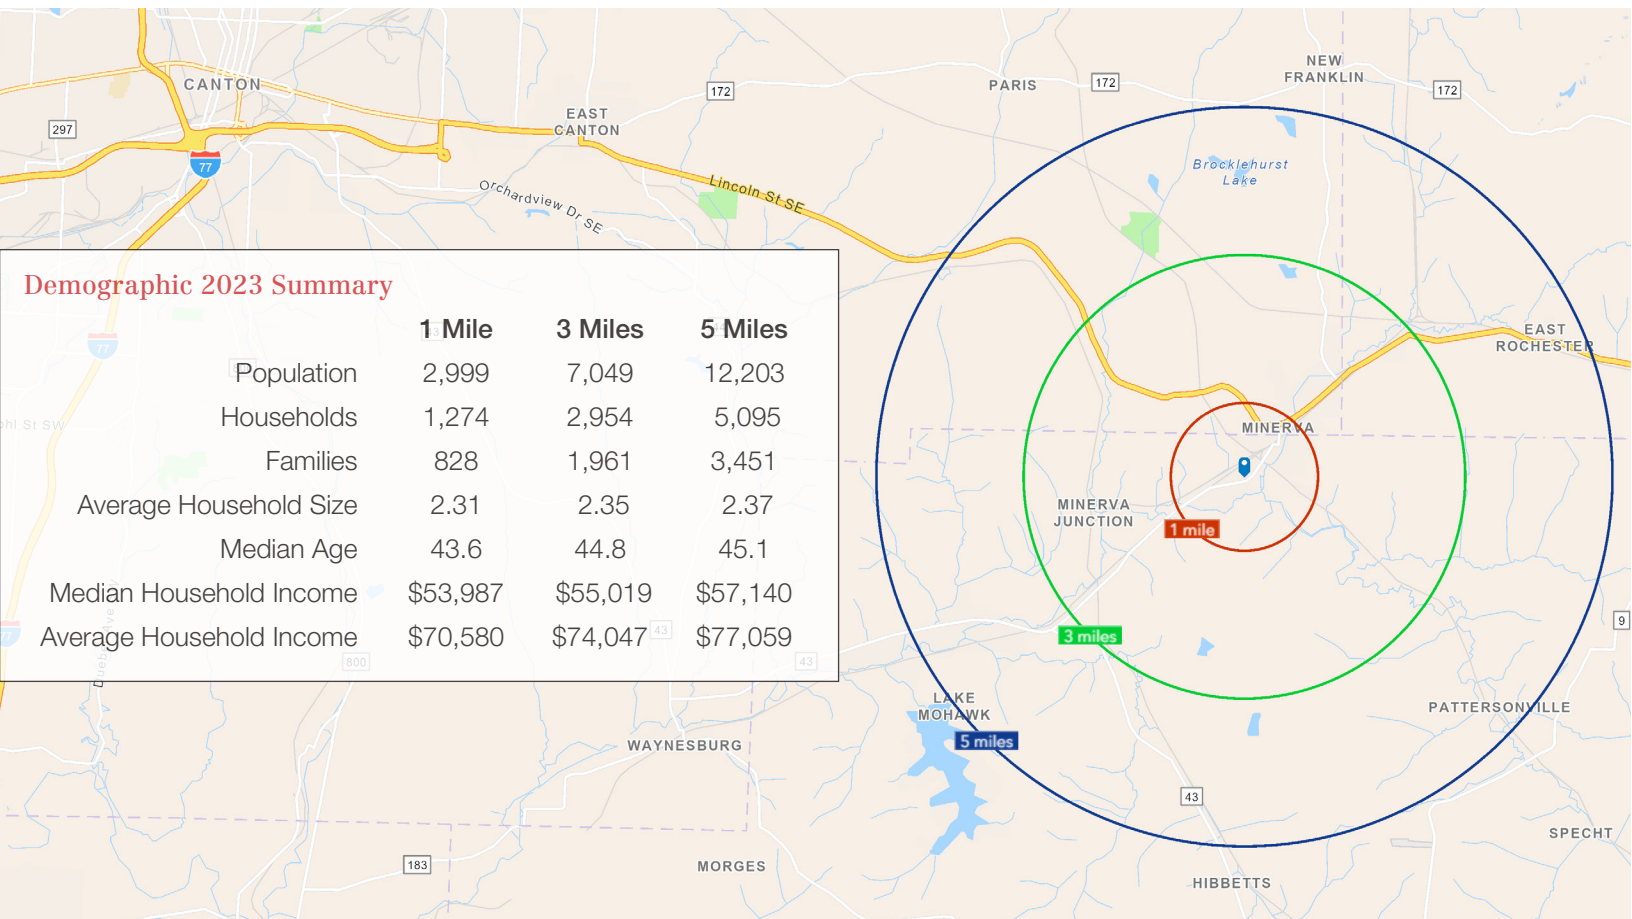 NEW
FRANKLIN
CANTON
PARIS
172
172
172
EAST
CANTON
297
77
Brocklehurst
Lake
Lincoln St SE
Orchardview Dr SE
Demographic 2023 Summary
1 Mile 3 Miles 5 Miles
Population 2,999 7,049 12,203
Households 1,274 2,954 5,095
Families 828 1,961 3,451
Average Household Size 2.31 2.35 2.37
Median Age 43.6 44.8 45.1
Median Household Income $53,987 $55,019 $57,140
Average Household Income $70,580 $74,047 $77,059
77
77
43
800
43
EAST
ROCHESTER
MINERVA
MINERVA
JUNCTION
1 mile
3 miles
9
LAKE
MOHAWK
5 miles
PATTERSONVILLE
WAYNESBURG
43
SPECHT
183
MORGES
HIBBETTS